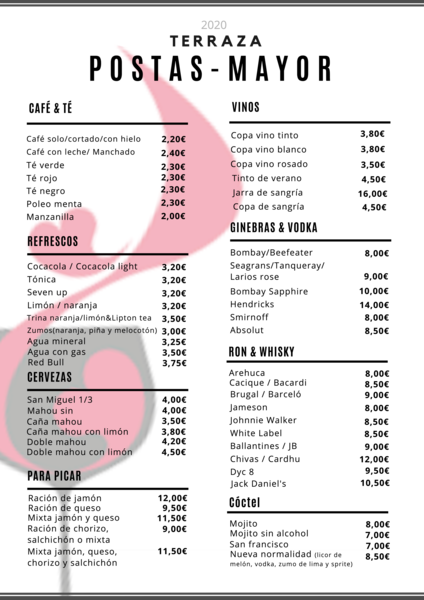 2020
TERRAZA
POSTAS-MAYOR
CAFÉ & TÉ
Café solo/cortado/con hielo 2,20€
Café con leche/ Manchado 2,40€
Té verde 2,30€
Té rojo 2,30€
Té negro 2,30€
Poleo menta 2,30€
Manzanilla 2,00€
REFRESCOS
Cocacola / Cocacola light 3,20€
Tónica 3,20€
Seven up 3,20€
Limón / naranja 3,20€
Trina naranja/limón&Lipton tea 3,50€
Zumos(naranja, piña y melocotón) 3,00€
Agua mineral 3,25€
Agua con gas 3,50€
Red Bull 3,75€
CERVEZAS
San Miguel 1/3 4,00€
Mahou sin 4,00€
Caña mahou 3,50€
Caña mahou con limón 3,80€
Doble mahou 4,20€
Doble mahou con limón 4,50€
PARA PICAR
Ración de jamón 12,00€
Ración de queso 9,50€
Mixta jamón y queso 11,50€
Ración de chorizo, 9,00€
salchichón o mixta
Mixta jamón, queso, 11,50€
chorizo y salchichón
VINOS
Copa vino tinto 3,80€
Copa vino blanco 3,80€
Copa vino rosado 3,50€
Tinto de verano 4,50€
Jarra de sangría 16,00€
Copa de sangría 4,50€
GINEBRAS & VODKA
Bombay/Beefeater 8,00€
Seagrans/Tanqueray/
Larios rose 9,00€
Bombay Sapphire 10,00€
Hendricks 14,00€
Smirnoff 8,00€
Absolut 8,50€
RON & WHISKY
Arehuca 8,00€
Cacique / Bacardi 8,50€
Brugal / Barceló 9,00€
Jameson 8,00€
Johnnie Walker 8,50€
White Label 8,50€
Ballantines / JB 9,00€
Chivas / Cardhu 12,00€
Dyc 8 9,50€
Jack Daniel's 10,50€
Cóctel
Mojito 8,00€
Mojito sin alcohol 7,00€
San francisco 7,00€
Nueva normalidad (licor de 8,50€
melón, vodka, zumo de lima y sprite)